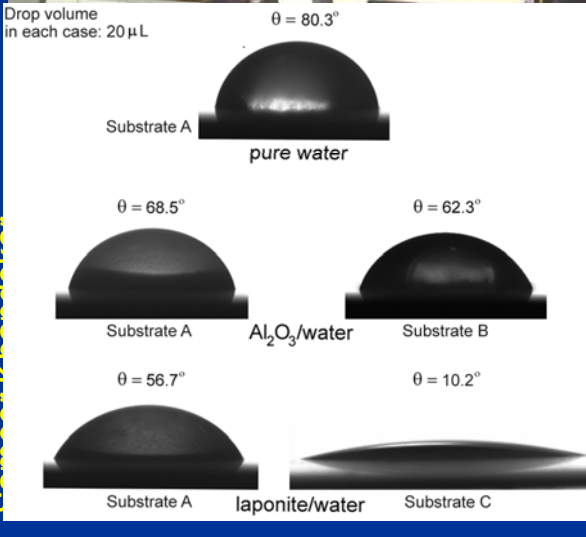 Drop volume
in each case: 20 μL
θ = 80.3°
Substrate A
pure water
θ = 68.5°
θ = 62.3°
Substrate A
Al₂O₃/water
Substrate B
θ = 56.7°
θ = 10.2°
Substrate A
laponite/water
Substrate C